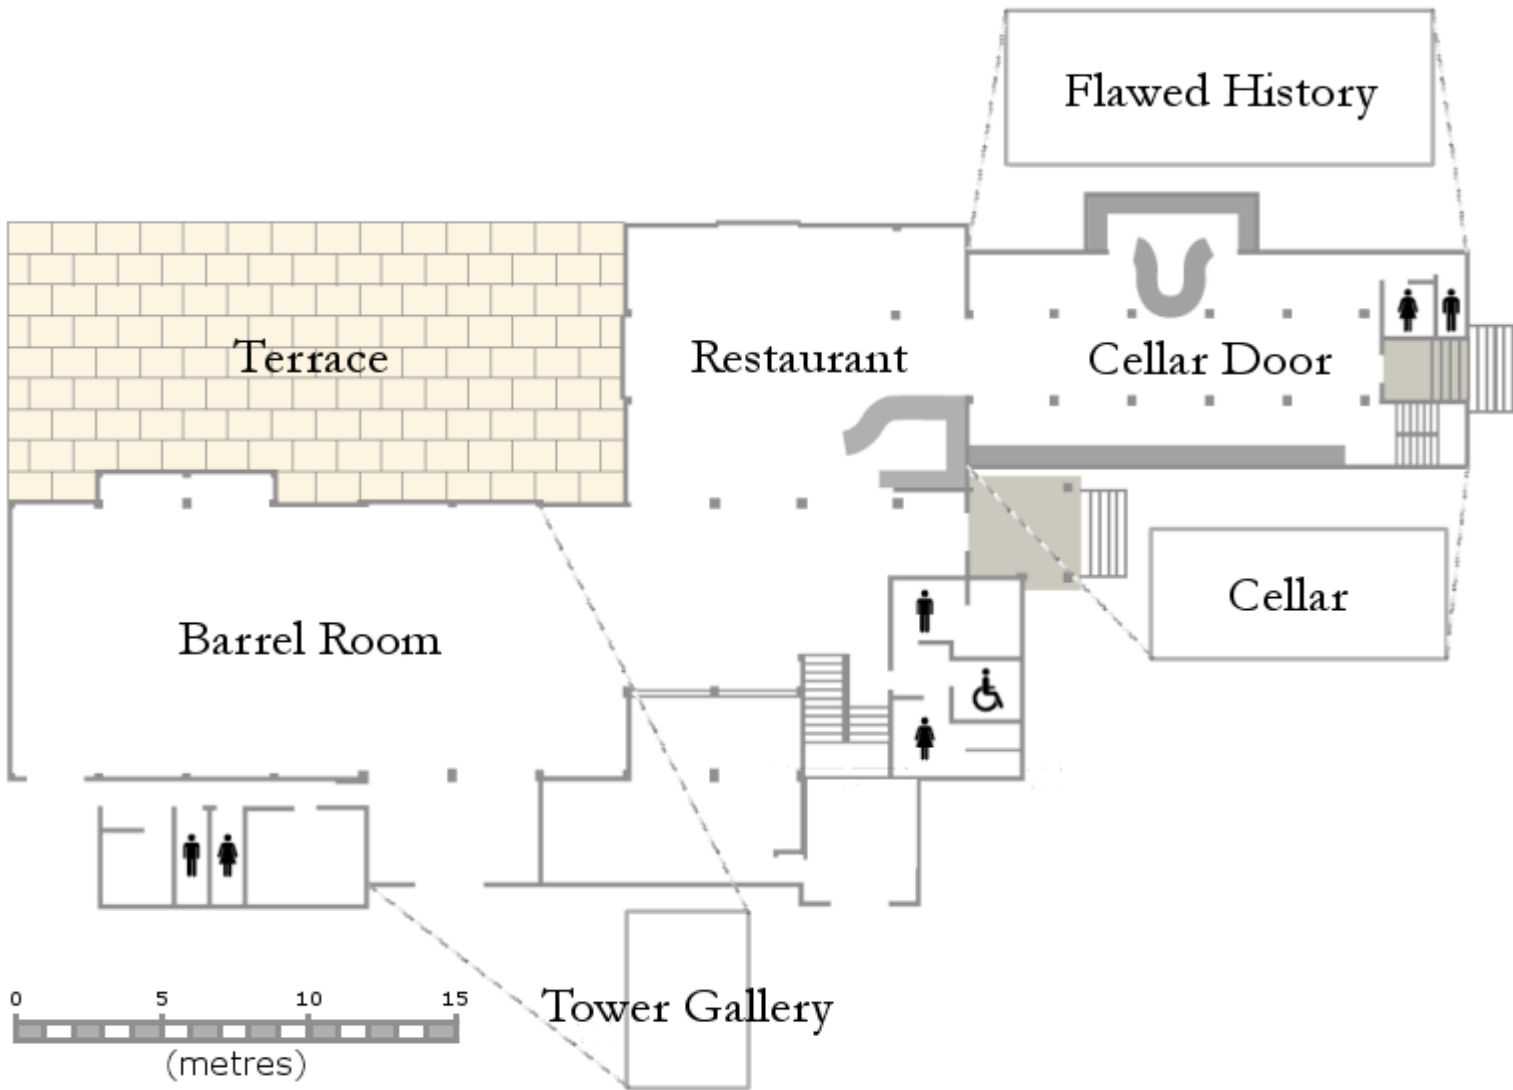 Flawed History
Terrace
Restaurant
Cellar Door
Cellar
Barrel Room
Tower Gallery
0 5 10 15
(metres)